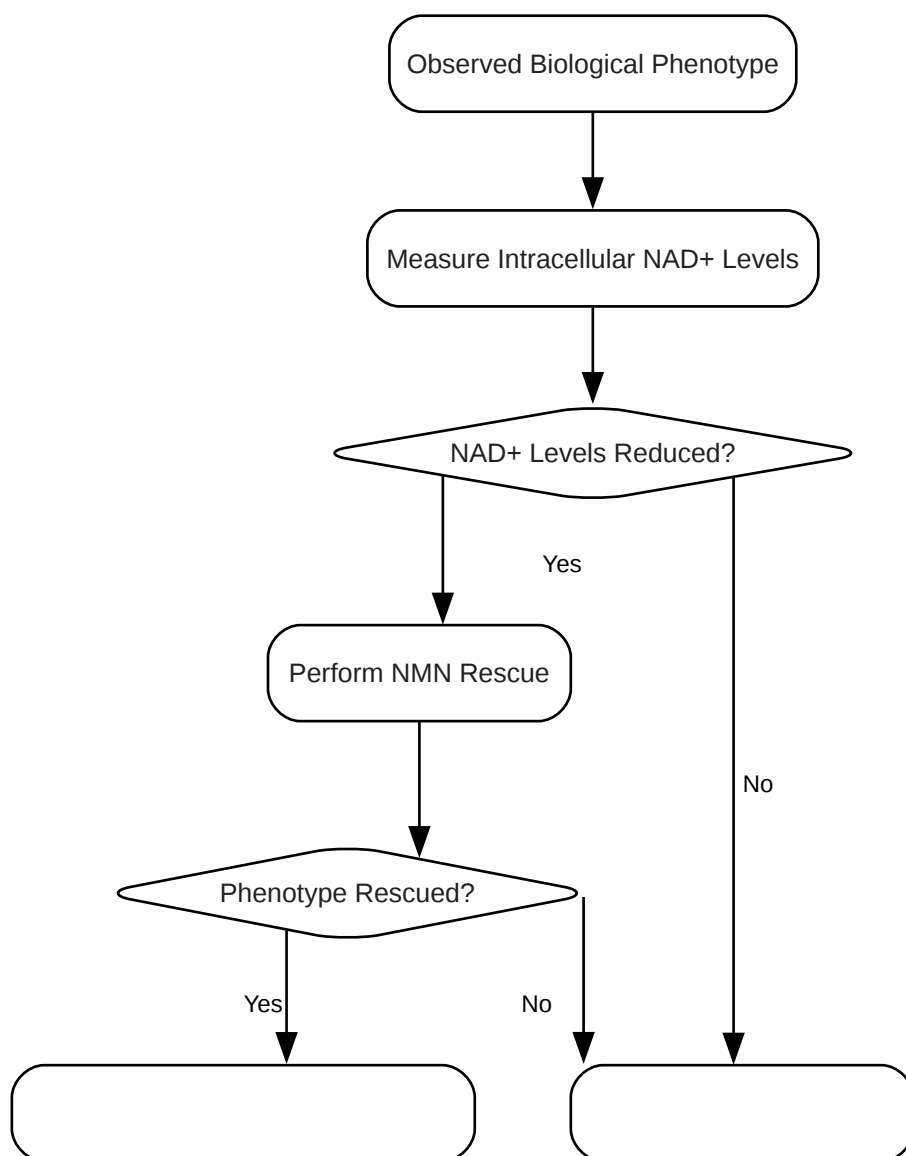 Observed Biological Phenotype
Measure Intracellular NAD+ Levels
NAD+ Levels Reduced?
Yes
Perform NMN Rescue
No
Phenotype Rescued?
Yes
No